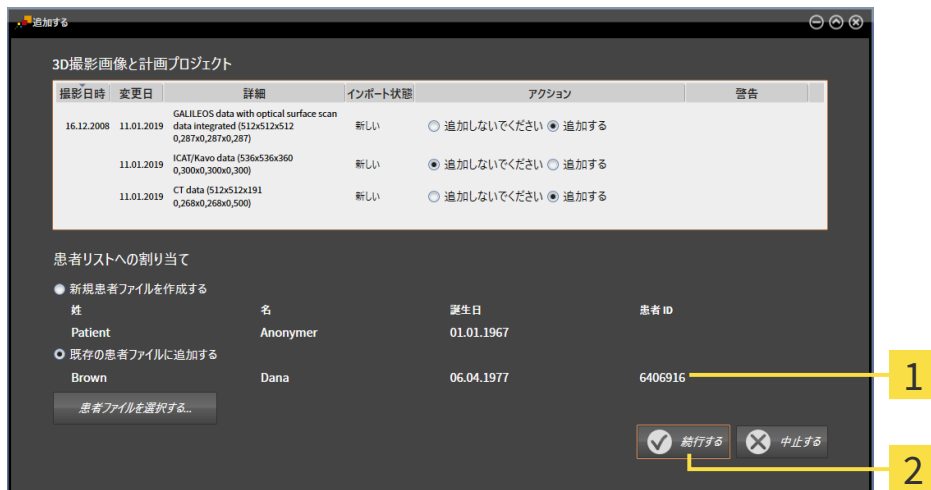 追加する
3D撮影画像と計画プロジェクト
撮影日時 変更日 詳細 インポート状態 アクション 警告
16.12.2008 11.01.2019 GALILEOS data with optical surface scan data integrated (512x512x512 0,287x0,287x0,287) 新しい 追加しないでください 追加する
11.01.2019 ICAT/Kavo data (536x536x360 0,300x0,300x0,300) 新しい 追加しないでください 追加する
11.01.2019 CT data (512x512x191 0,268x0,268x0,500) 新しい 追加しないでください 追加する
患者リストへの割り当て
新規患者ファイルを作成する
姓 名 誕生日 患者 ID
Patient Anonymer 01.01.1967
既存の患者ファイルに追加する
Brown Dana 06.04.1977 6406916
1
患者ファイルを選択する...
続行する 中止する
2